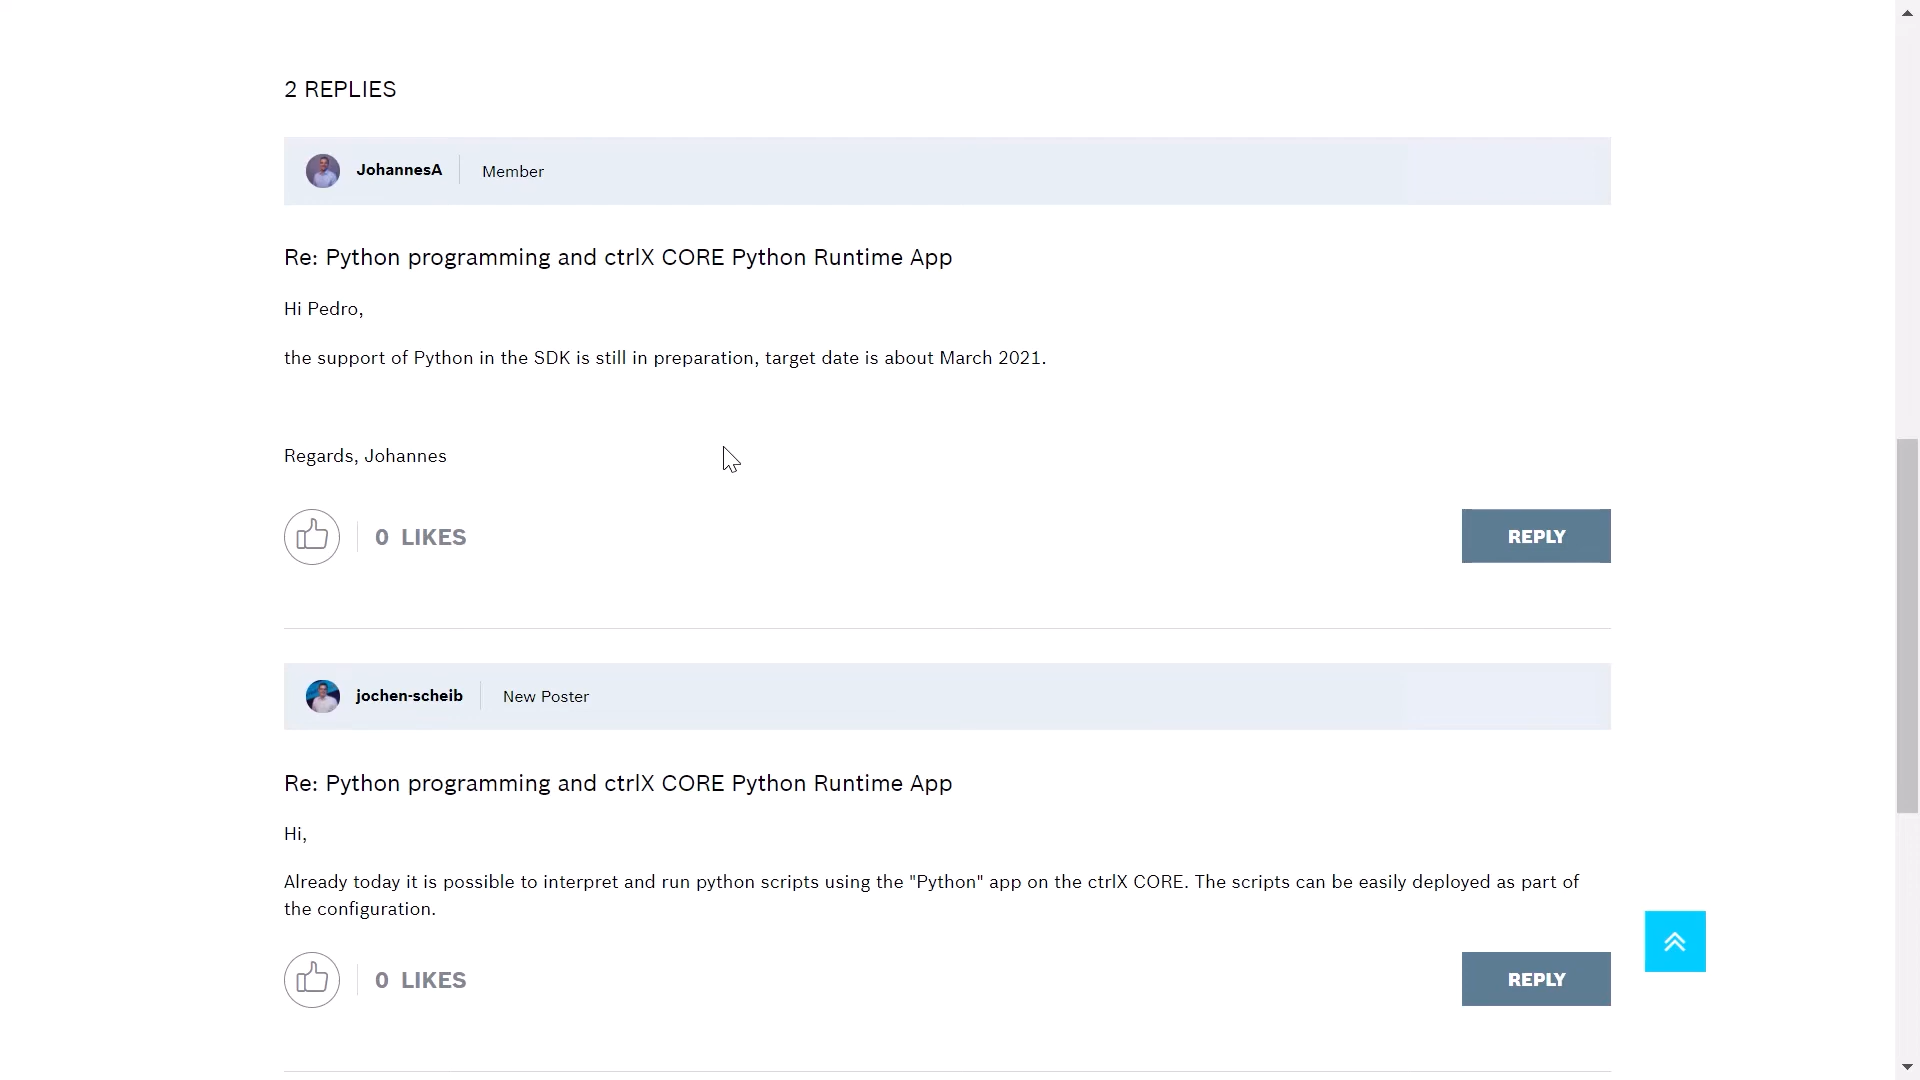 2 REPLIES
JohannesA
Member
Re: Python programming and ctrlX CORE Python Runtime App
Hi Pedro,
the support of Python in the SDK is still in preparation, target date is about March 2021.
Regards, Johannes
0 LIKES
REPLY
jochen-scheib
New Poster
Re: Python programming and ctrlX CORE Python Runtime App
Hi,
Already today it is possible to interpret and run python scripts using the "Python" app on the ctrlX CORE. The scripts can be easily deployed as part of
the configuration.
0 LIKES
REPLY